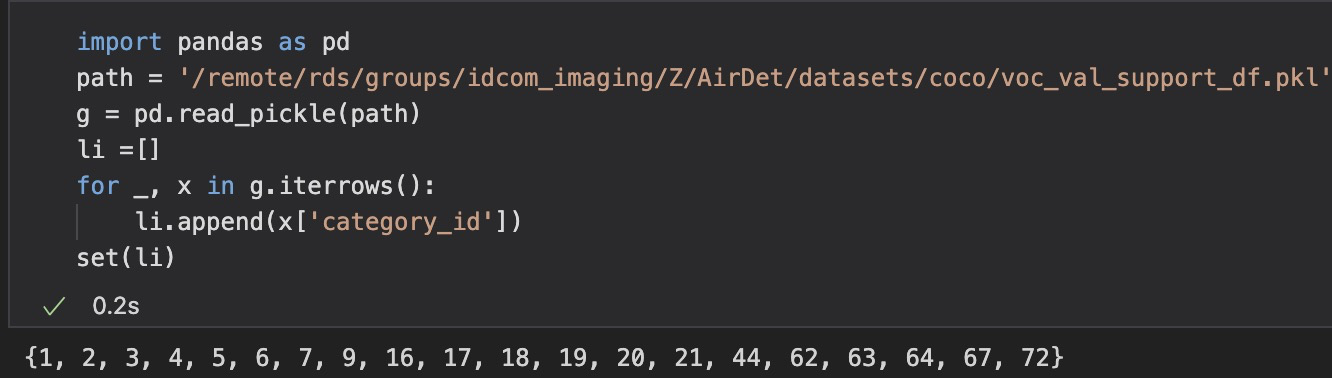 import pandas as pd
path = '/remote/rds/groups/idcom_imaging/Z/AirDet/datasets/coco/voc_val_support_df.pkl'
g = pd.read_pickle(path)
li =[]
for _, x in g.iterrows():
    li.append(x['category_id'])
set(li)
0.2s
{1, 2, 3, 4, 5, 6, 7, 9, 16, 17, 18, 19, 20, 21, 44, 62, 63, 64, 67, 72}